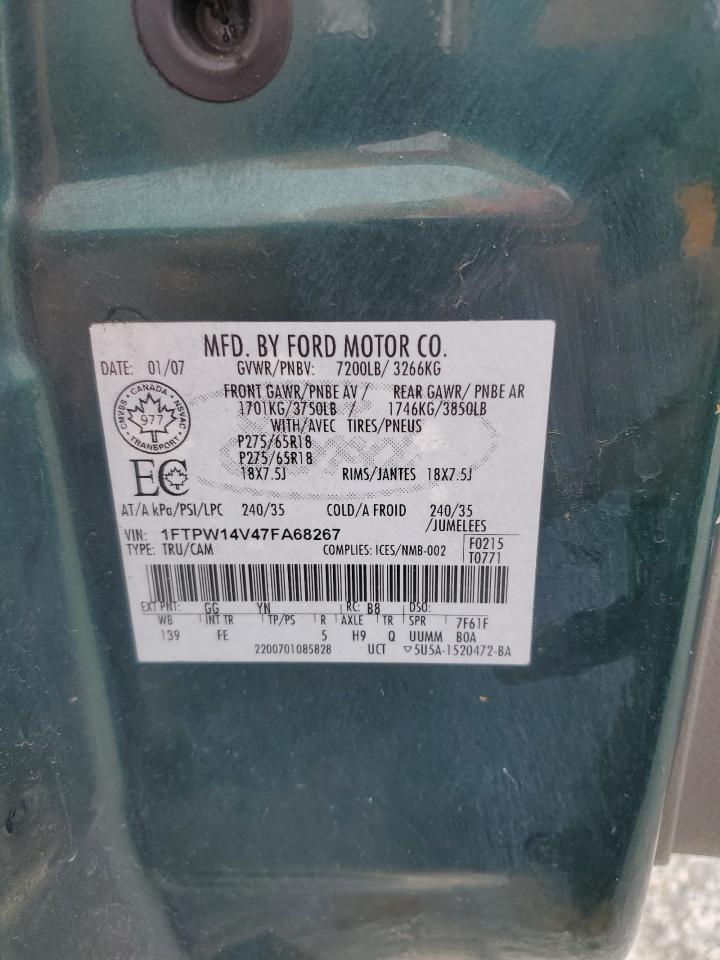 MFD. BY FORD MOTOR CO.
DATE: 01/07 GVWR/PNBV: 7200LB/ 3266KG
FRONT GAWR/PNBE AV / REAR GAWR/ PNBE AR
1701KG/3750LB / 1746KG/3850LB
WITH/AVEC TIRES/PNEUS
P275/65R18
P275/65R18
18X7.5J RIMS/JANTES 18X7.5J
CANADA
CMVSS NSVAC
977
TRANSPORT
EC
AT/A kPa/PSI/LPC 240/35 COLD/A FROID 240/35
/JUMELEES
VIN: 1FTPW14V47FA68267
TYPE: TRU/CAM COMPLIES: ICES/NMB-002
F0215
T0771
EXT PNT: GG YN RC: B8 DSO:
WB INT TR TP/PS R AXLE TR SPR 7F61F
139 FE 5 H9 Q UUMM BOA
2200701085828 UCT ▽5U5A-1520472-BA